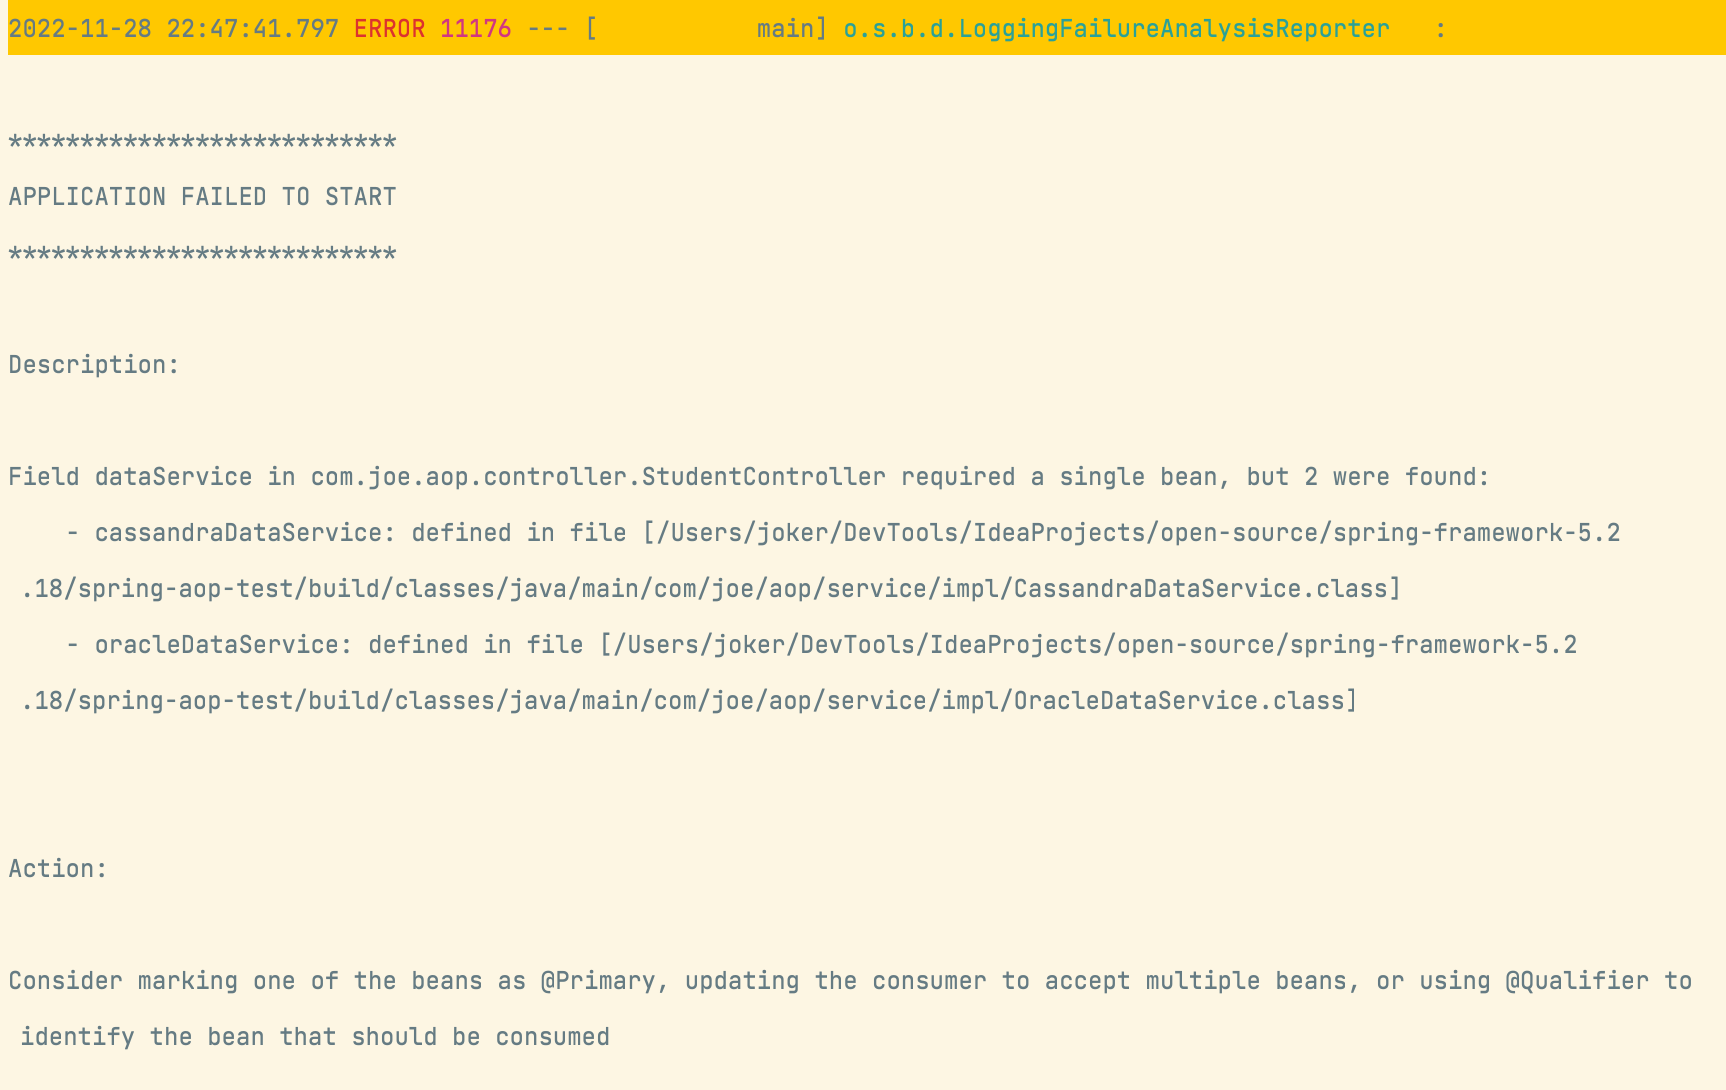 2022-11-28 22:47:41.797 ERROR 11176 --- [           main] o.s.b.d.LoggingFailureAnalysisReporter   :
***************************
APPLICATION FAILED TO START
***************************
Description:
Field dataService in com.joe.aop.controller.StudentController required a single bean, but 2 were found:
    - cassandraDataService: defined in file [/Users/joker/DevTools/IdeaProjects/open-source/spring-framework-5.2
 .18/spring-aop-test/build/classes/java/main/com/joe/aop/service/impl/CassandraDataService.class]
    - oracleDataService: defined in file [/Users/joker/DevTools/IdeaProjects/open-source/spring-framework-5.2
 .18/spring-aop-test/build/classes/java/main/com/joe/aop/service/impl/OracleDataService.class]
Action:
Consider marking one of the beans as @Primary, updating the consumer to accept multiple beans, or using @Qualifier to
 identify the bean that should be consumed